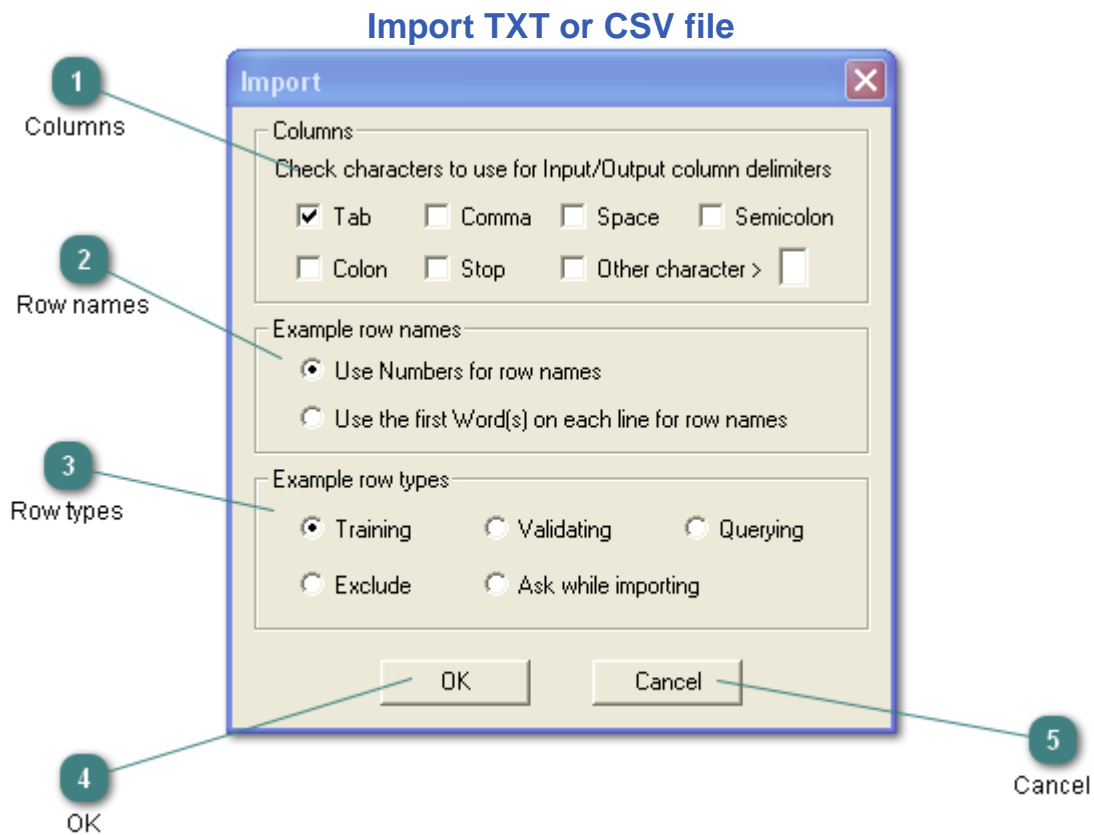 Import TXT or CSV file
1
Columns
Import
Columns
Check characters to use for Input/Output column delimiters
Tab Comma Space Semicolon
Colon Stop Other character >
2
Row names
Example row names
Use Numbers for row names
Use the first Word(s) on each line for row names
3
Row types
Example row types
Training Validating Querying
Exclude Ask while importing
OK Cancel
4
OK
5
Cancel